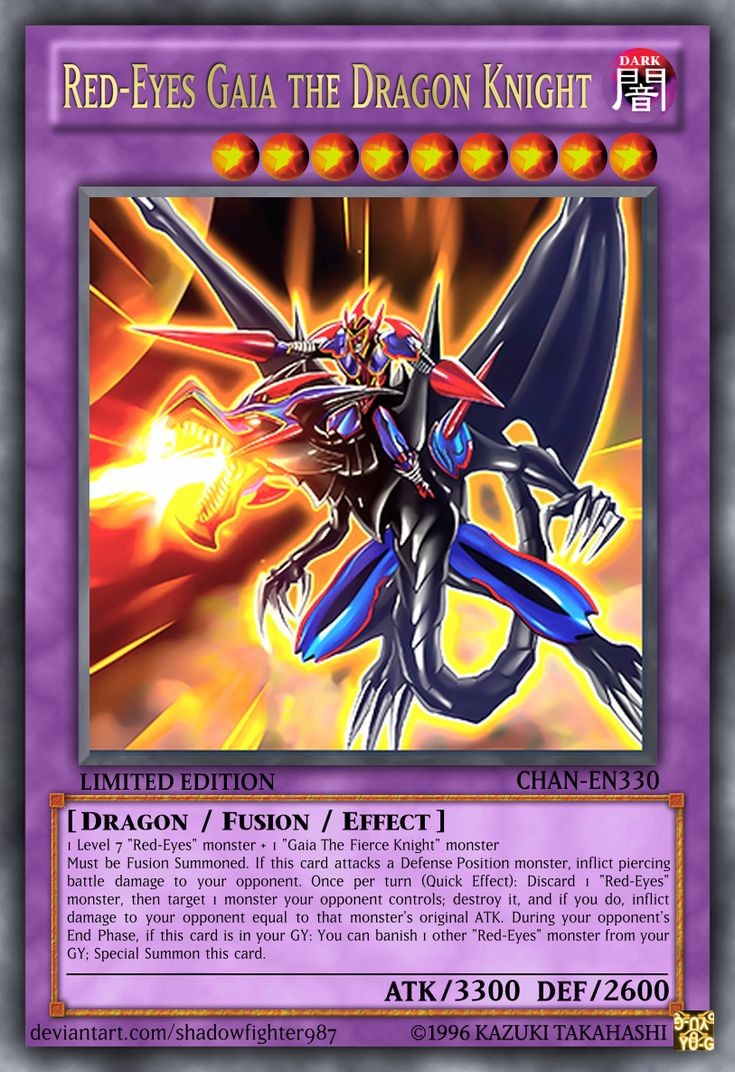 RED-EYES GAIA THE DRAGON KNIGHT
DARK
闇
LIMITED EDITION
CHAN-EN330
[ DRAGON / FUSION / EFFECT ]
1 Level 7 "Red-Eyes" monster + 1 "Gaia The Fierce Knight" monster
Must be Fusion Summoned. If this card attacks a Defense Position monster, inflict piercing
battle damage to your opponent. Once per turn (Quick Effect): Discard 1 "Red-Eyes"
monster, then target 1 monster your opponent controls; destroy it, and if you do, inflict
damage to your opponent equal to that monster's original ATK. During your opponent's
End Phase, if this card is in your GY: You can banish 1 other "Red-Eyes" monster from your
GY; Special Summon this card.
ATK/3300 DEF/2600
deviantart.com/shadowfighter987
©1996 KAZUKI TAKAHASHI